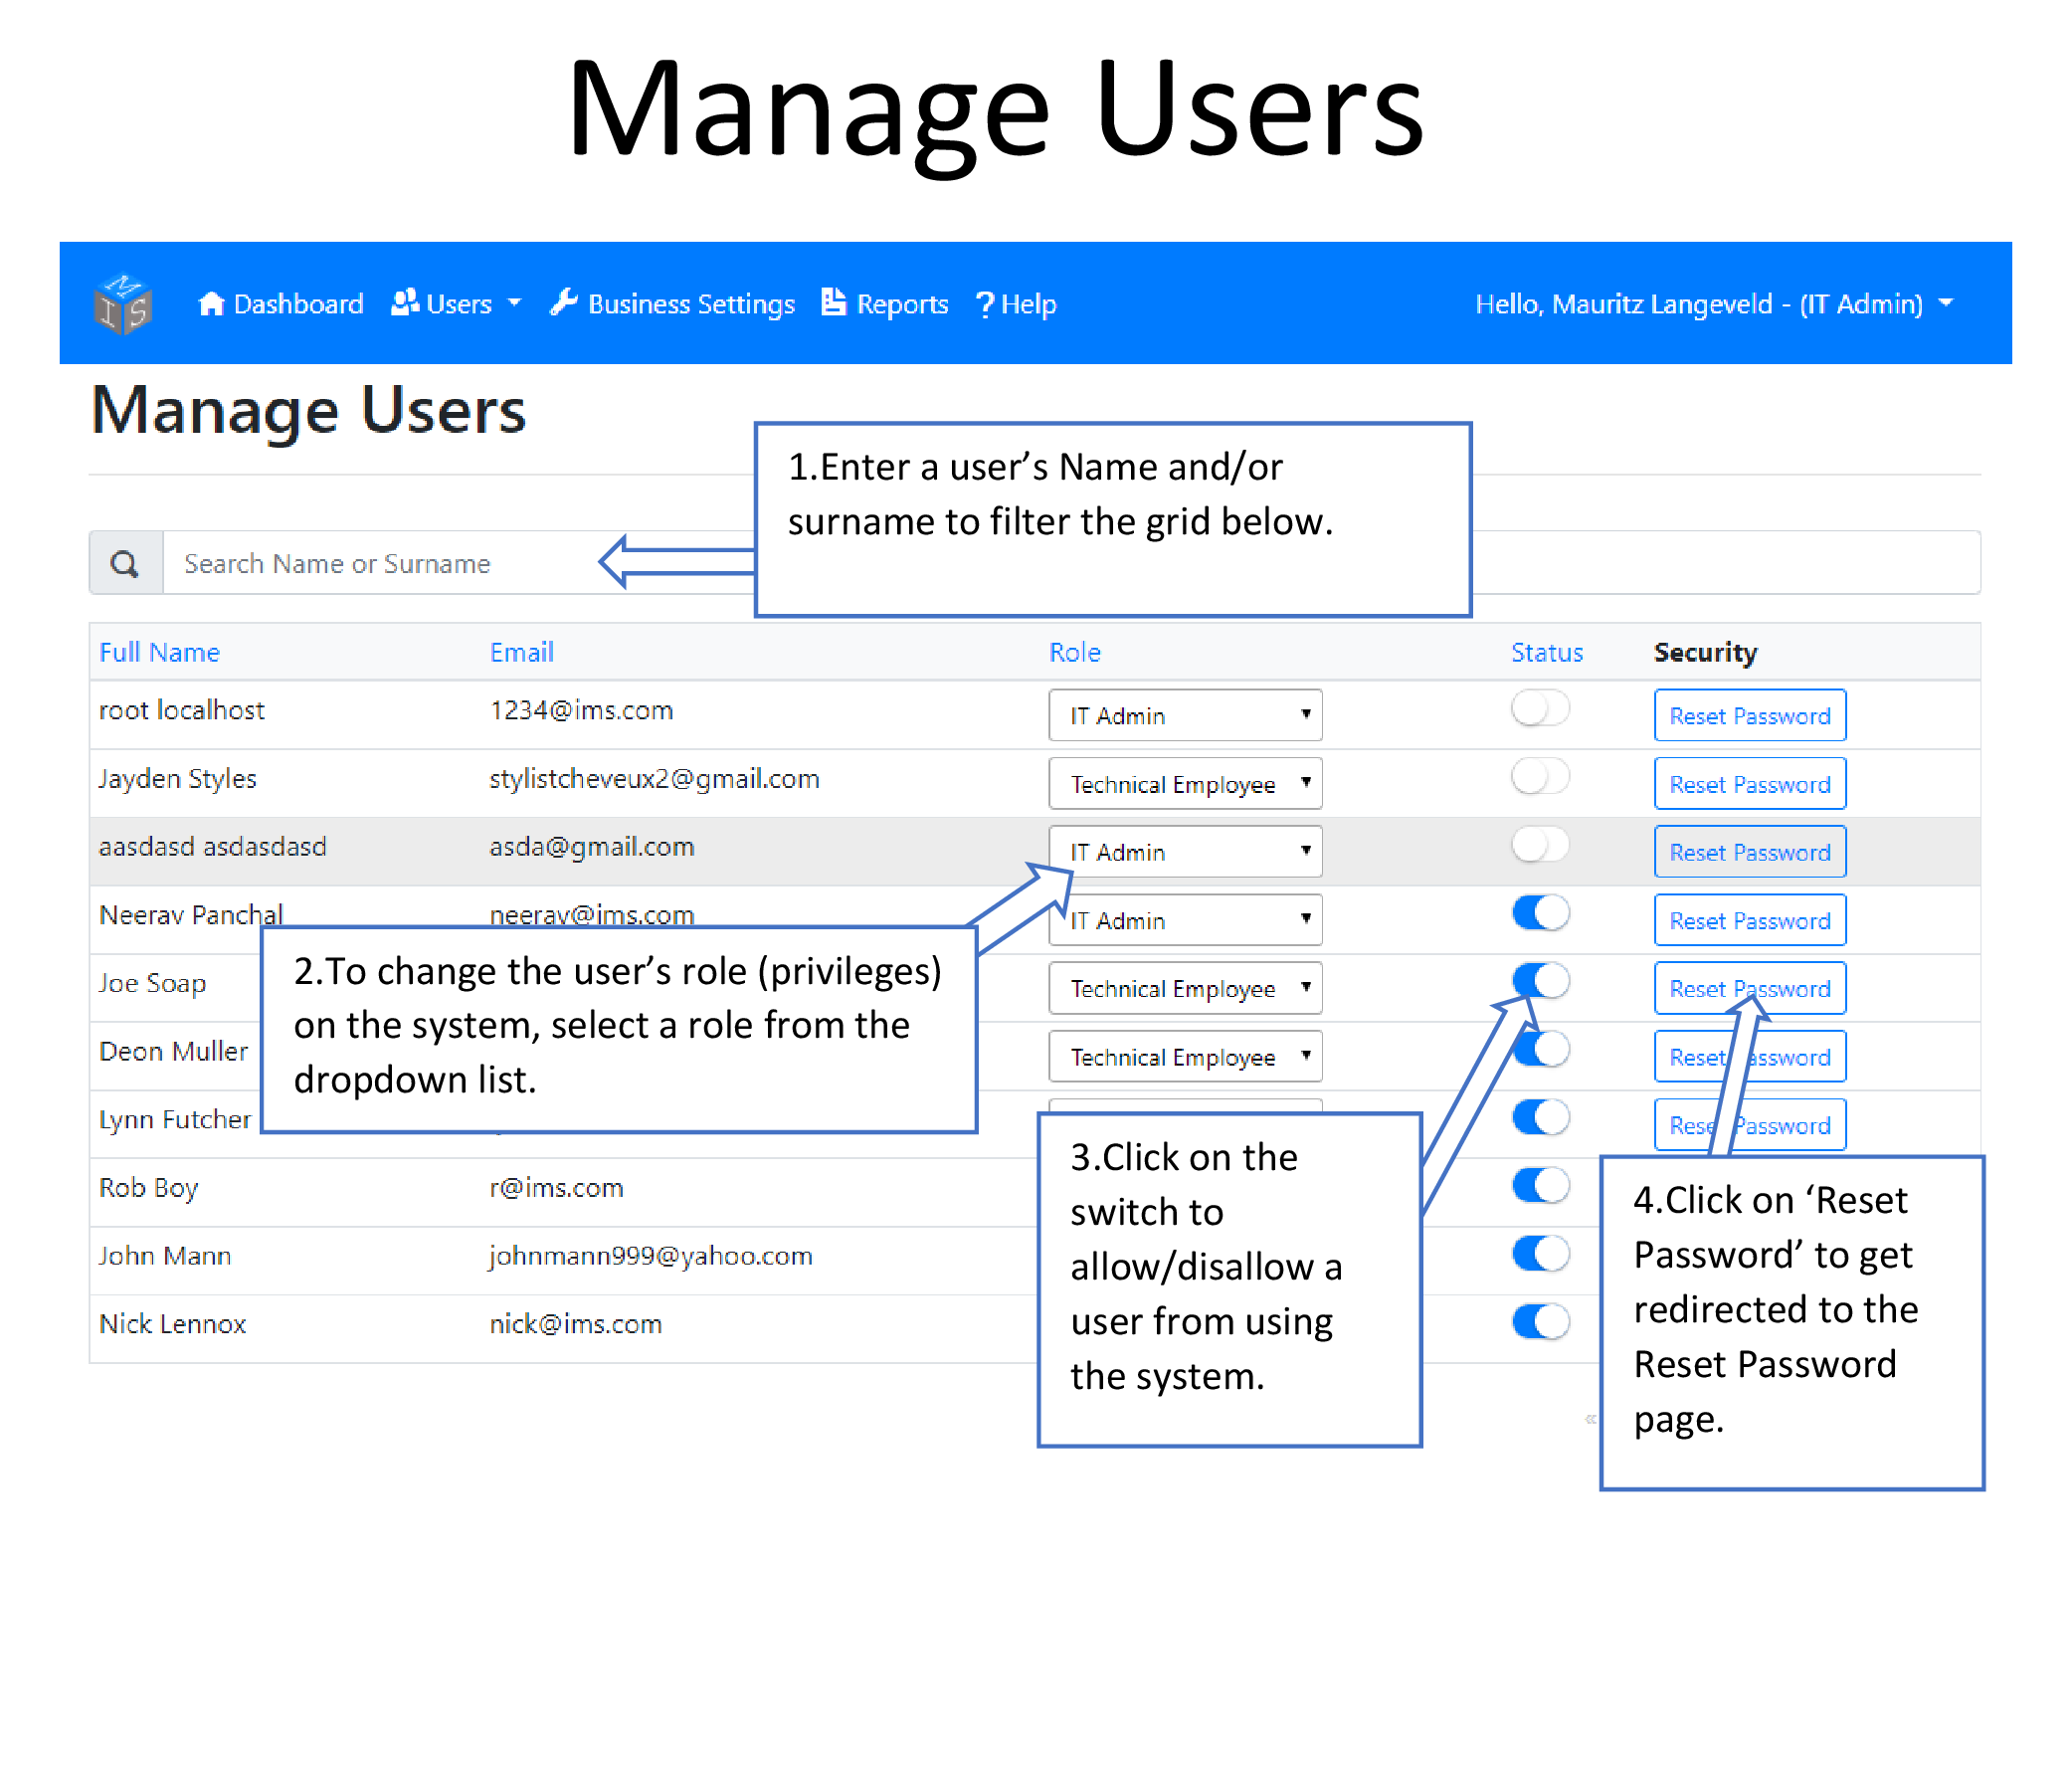 Manage Users
MIS Dashboard Users Business Settings Reports ? Help Hello, Mauritz Langeveld - (IT Admin)
Manage Users
1.Enter a user’s Name and/or
surname to filter the grid below.
Search Name or Surname
Full Name Email Role Status Security
root localhost 1234@ims.com IT Admin Reset Password
Jayden Styles stylistcheveux2@gmail.com Technical Employee Reset Password
aasdasd asdasdasd asda@gmail.com IT Admin Reset Password
Neerav Panchal neerav@ims.com IT Admin Reset Password
Joe Soap Technical Employee Reset Password
Deon Muller Technical Employee Reset Password
Lynn Futcher Reset Password
Rob Boy r@ims.com
John Mann johnmann999@yahoo.com
Nick Lennox nick@ims.com
2.To change the user’s role (privileges)
on the system, select a role from the
dropdown list.
3.Click on the
switch to
allow/disallow a
user from using
the system.
4.Click on ‘Reset
Password’ to get
redirected to the
Reset Password
page.
«